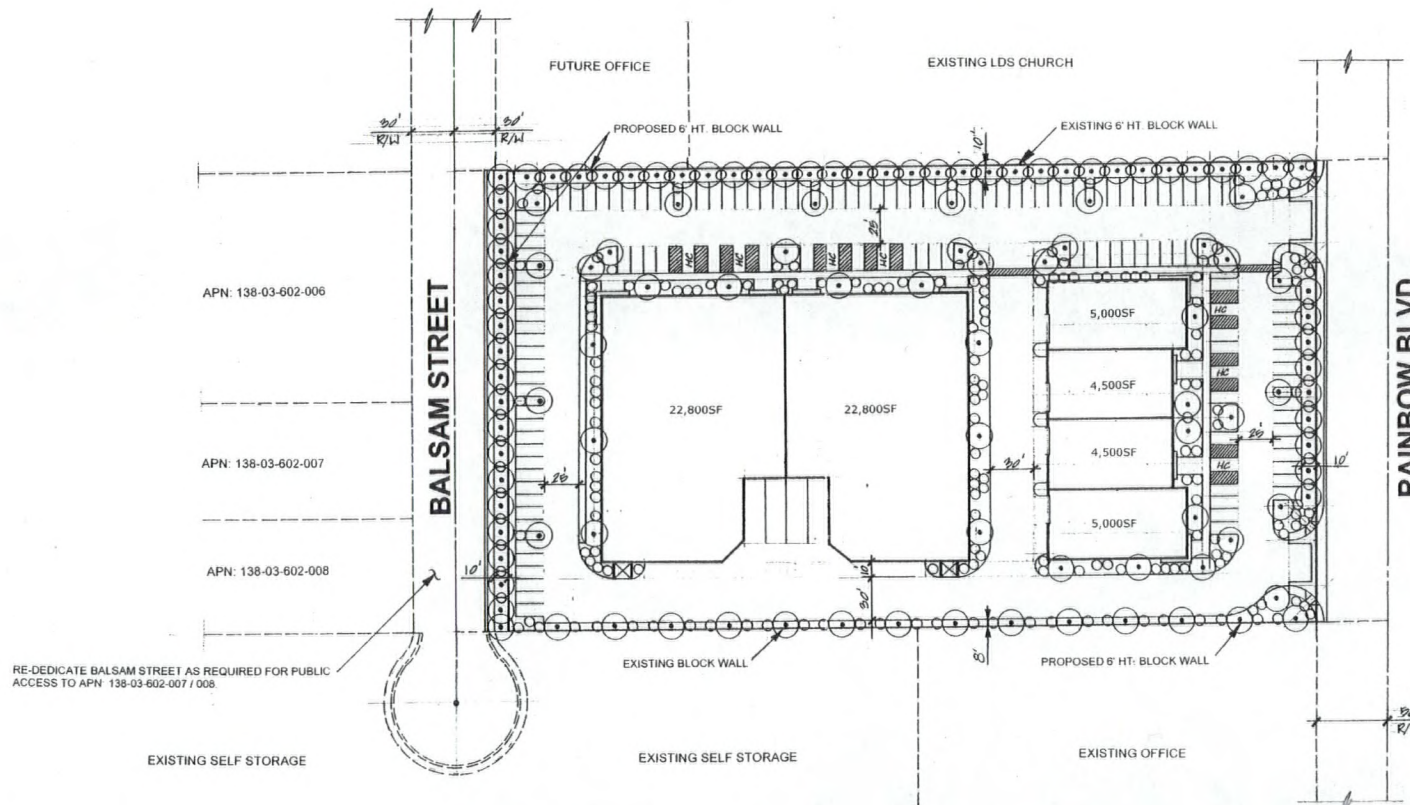 FUTURE OFFICE
EXISTING LDS CHURCH
30'
R/W
30'
R/W
PROPOSED 6' HT. BLOCK WALL
10'
EXISTING 6' HT. BLOCK WALL
25'
HC
HC
HC
HC
APN: 138-03-602-006
BALSAM STREET
5,000SF
HC
4,500SF
HC
22,800SF
22,800SF
25'
RAINBOW BLVD
APN: 138-03-602-007
25'
30'
4,500SF
HC
10'
5,000SF
APN: 138-03-602-008
10'
10'
30'
RE-DEDICATE BALSAM STREET AS REQUIRED FOR PUBLIC
ACCESS TO APN 138-03-602-007 / 008
EXISTING BLOCK WALL
8'
PROPOSED 6' HT. BLOCK WALL
R/
EXISTING SELF STORAGE
EXISTING SELF STORAGE
EXISTING OFFICE